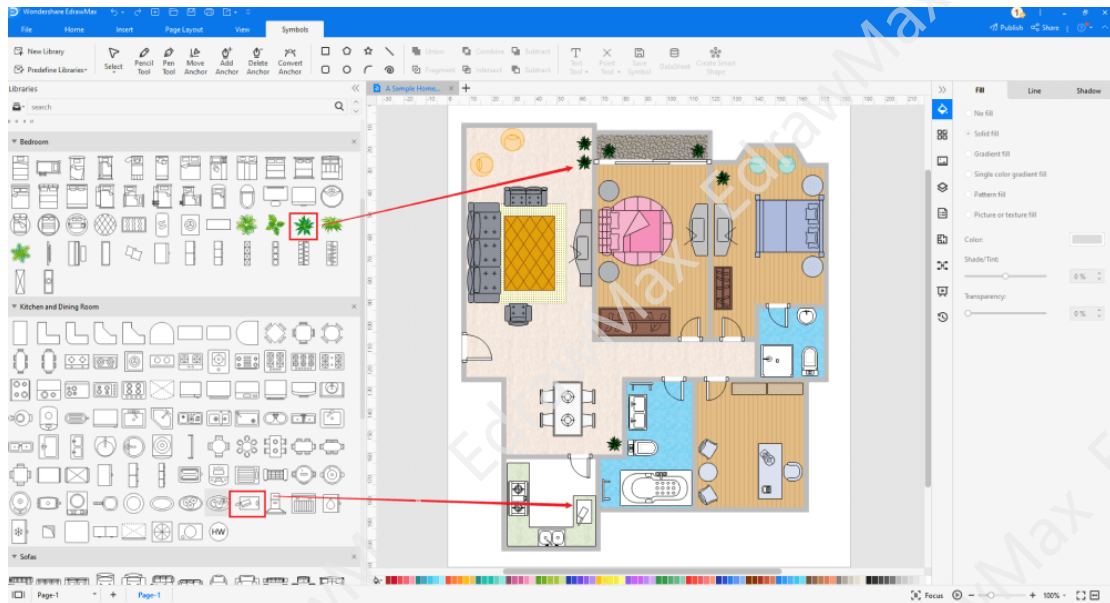 Wondershare EdrawMax
File Home Insert Page Layout View Symbols
Publish Share
New Library
Predefine Libraries
Select
Pencil Tool
Pen Tool
Move Anchor
Add Anchor
Delete Anchor
Convert Anchor
Union Combine Subtract
Fragment Intersect Subtract
Text Tool
Point Tool
Save Symbol
DataSheet
Create Smart Shape
Libraries
search
A Sample Home...
Bedroom
Kitchen and Dining Room
HW
Sofas
Fill Line Shadow
No fill
Solid fill
Gradient fill
Single color gradient fill
Pattern fill
Picture or texture fill
Color:
Shade/Tint:
0 %
Transparency:
0 %
Page-1
+
Page-1
Focus
100%
EdrawMax
EdrawMax
EdrawMax